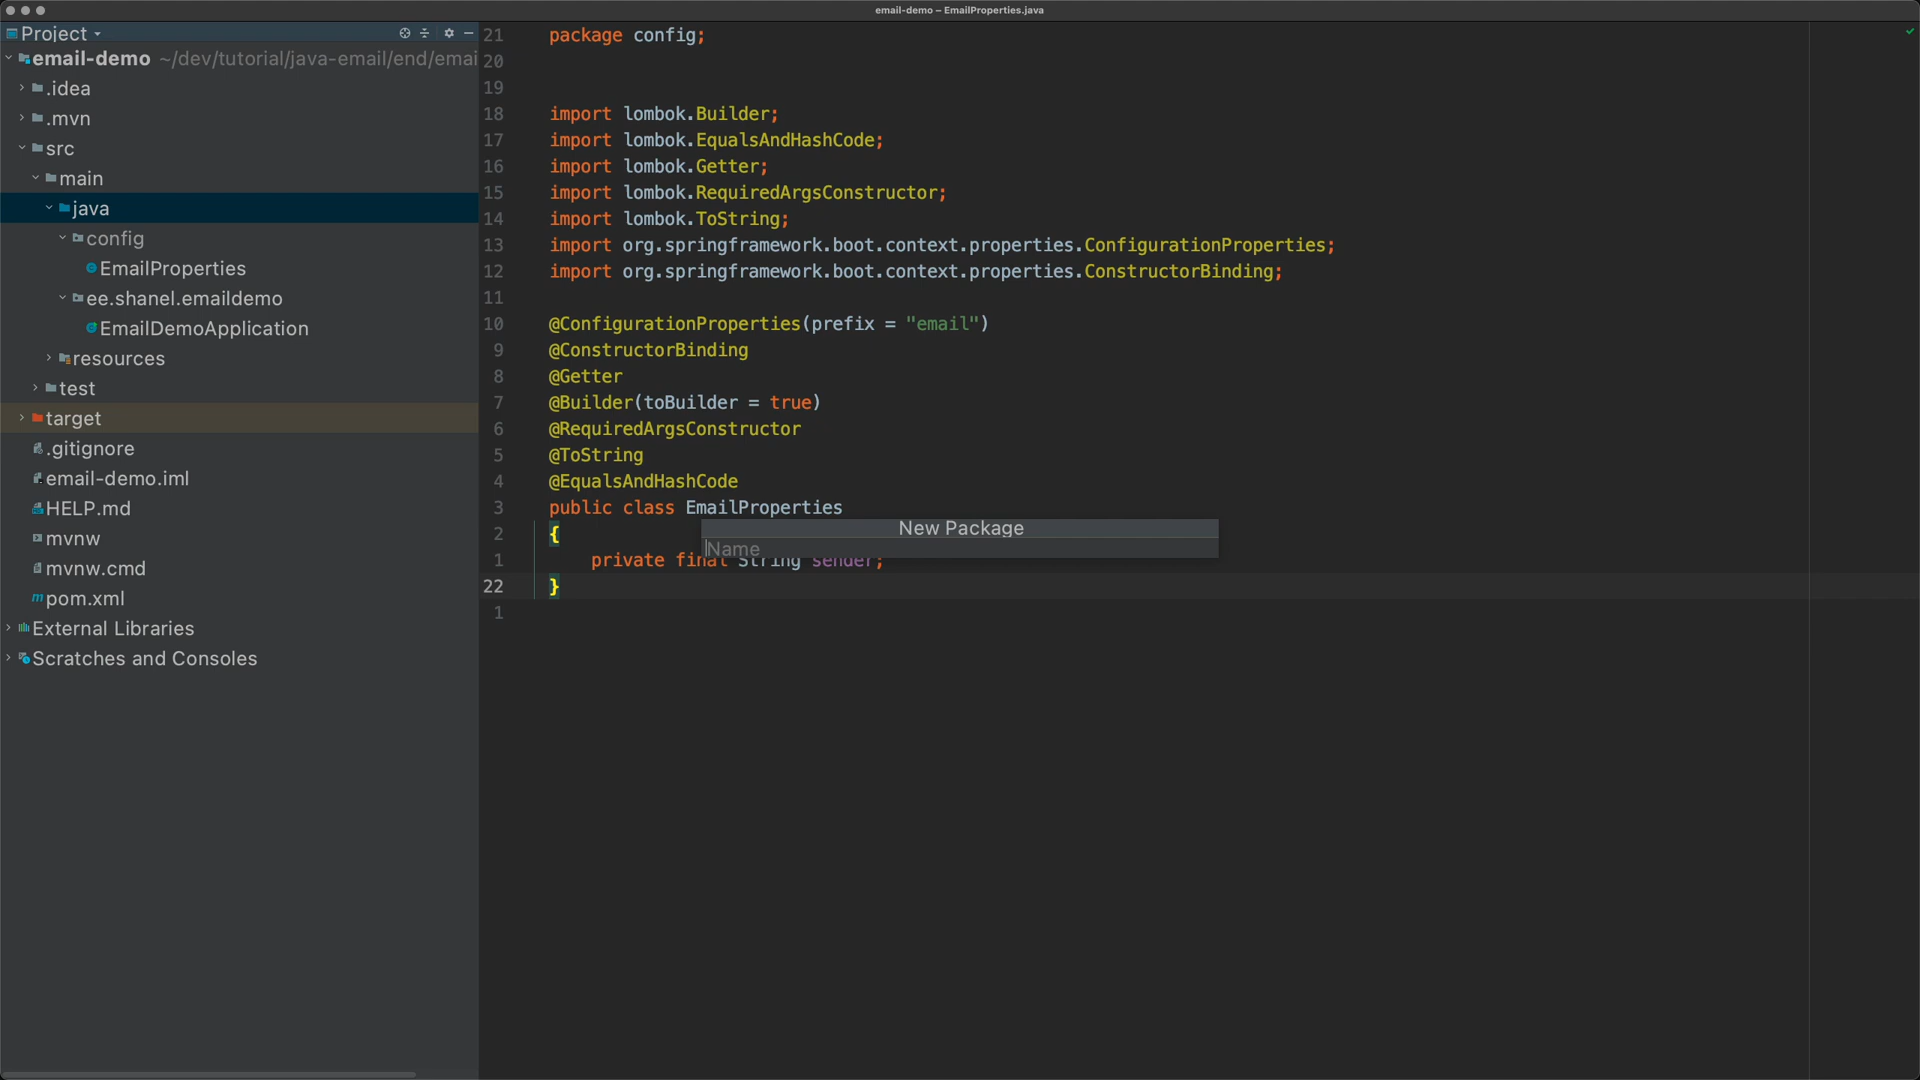 email-demo – EmailProperties.java
Project
email-demo ~/dev/tutorial/java-email/end/emai
.idea
.mvn
src
main
java
config
EmailProperties
ee.shanel.emaildemo
EmailDemoApplication
resources
test
target
.gitignore
email-demo.iml
HELP.md
mvnw
mvnw.cmd
pom.xml
External Libraries
Scratches and Consoles
21 package config;
20
19
18 import lombok.Builder;
17 import lombok.EqualsAndHashCode;
16 import lombok.Getter;
15 import lombok.RequiredArgsConstructor;
14 import lombok.ToString;
13 import org.springframework.boot.context.properties.ConfigurationProperties;
12 import org.springframework.boot.context.properties.ConstructorBinding;
11
10 @ConfigurationProperties(prefix = "email")
9 @ConstructorBinding
8 @Getter
7 @Builder(toBuilder = true)
6 @RequiredArgsConstructor
5 @ToString
4 @EqualsAndHashCode
3 public class EmailProperties
2 {
New Package
Name
1 private final String sender;
22 }
1